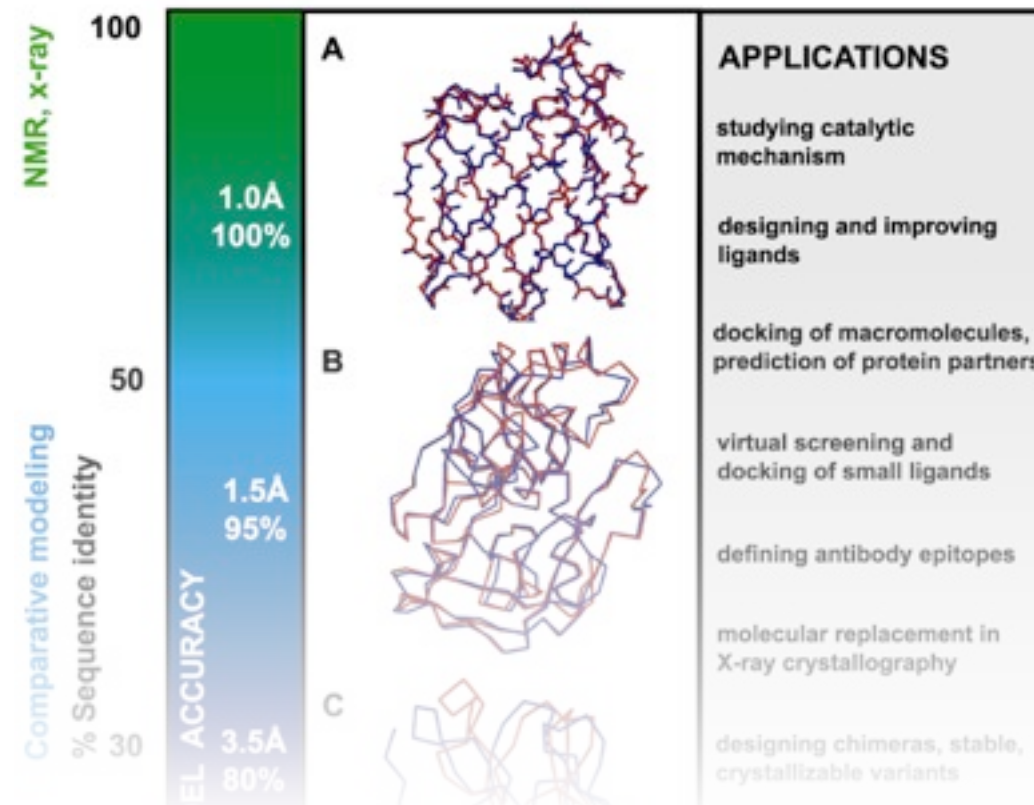 NMR, x-ray
Comparative modeling
% Sequence identity
100
50
30
EL ACCURACY
1.0Å
100%
1.5Å
95%
3.5Å
80%
A
B
C
APPLICATIONS
studying catalytic
mechanism
designing and improving
ligands
docking of macromolecules,
prediction of protein partners
virtual screening and
docking of small ligands
defining antibody epitopes
molecular replacement in
X-ray crystallography
designing chimeras, stable,
crystallizable variants